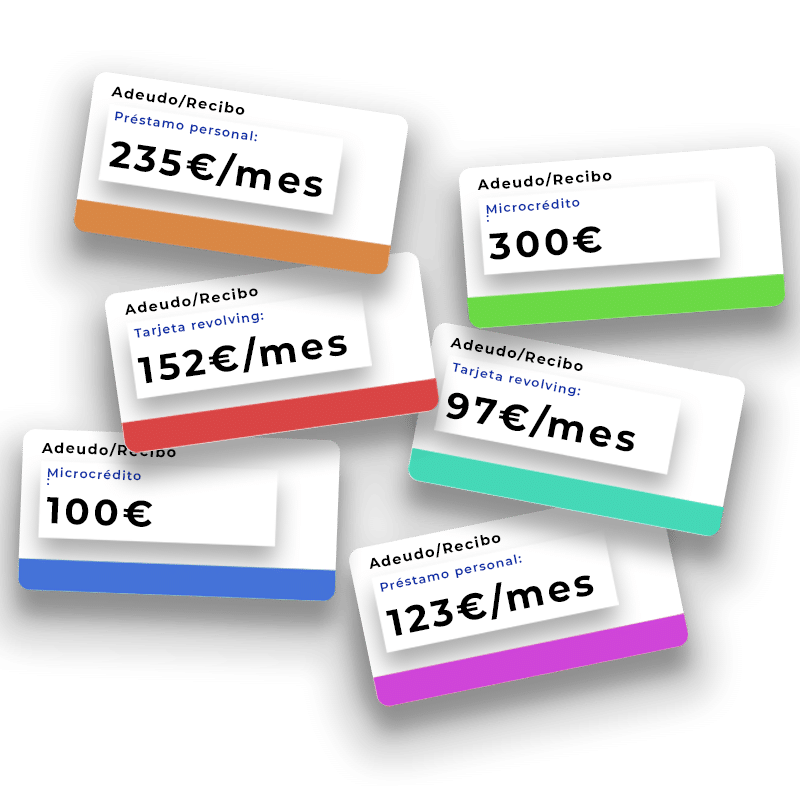 Adeudo/Recibo
Préstamo personal:
235€/mes
Adeudo/Recibo
Microcrédito
:
300€
Adeudo/Recibo
Tarjeta revolving:
152€/mes
Adeudo/Recibo
Tarjeta revolving:
97€/mes
Adeudo/Recibo
Microcrédito
:
100€
Adeudo/Recibo
Préstamo personal:
123€/mes